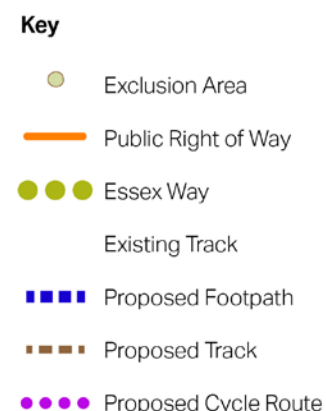 Key
Exclusion Area
Public Right of Way
Essex Way
Existing Track
Proposed Footpath
Proposed Track
Proposed Cycle Route